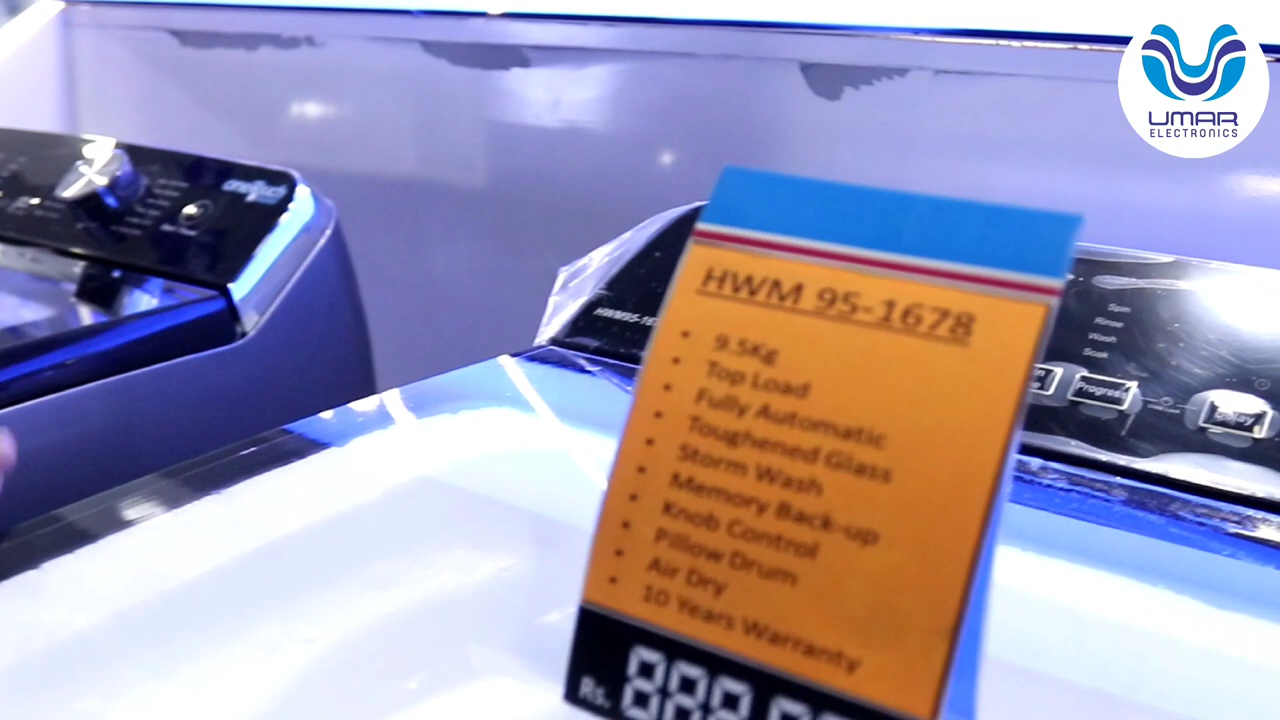 UMAR
ELECTRONICS
onetouch
HWM 95-1678
• 9.5Kg
• Top Load
• Fully Automatic
• Toughened Glass
• Storm Wash
• Memory Back-up
• Knob Control
• Pillow Drum
• Air Dry
• 10 Years Warranty
Rs.
Spin
Rinse
Wash
Soak
Progress
Delay